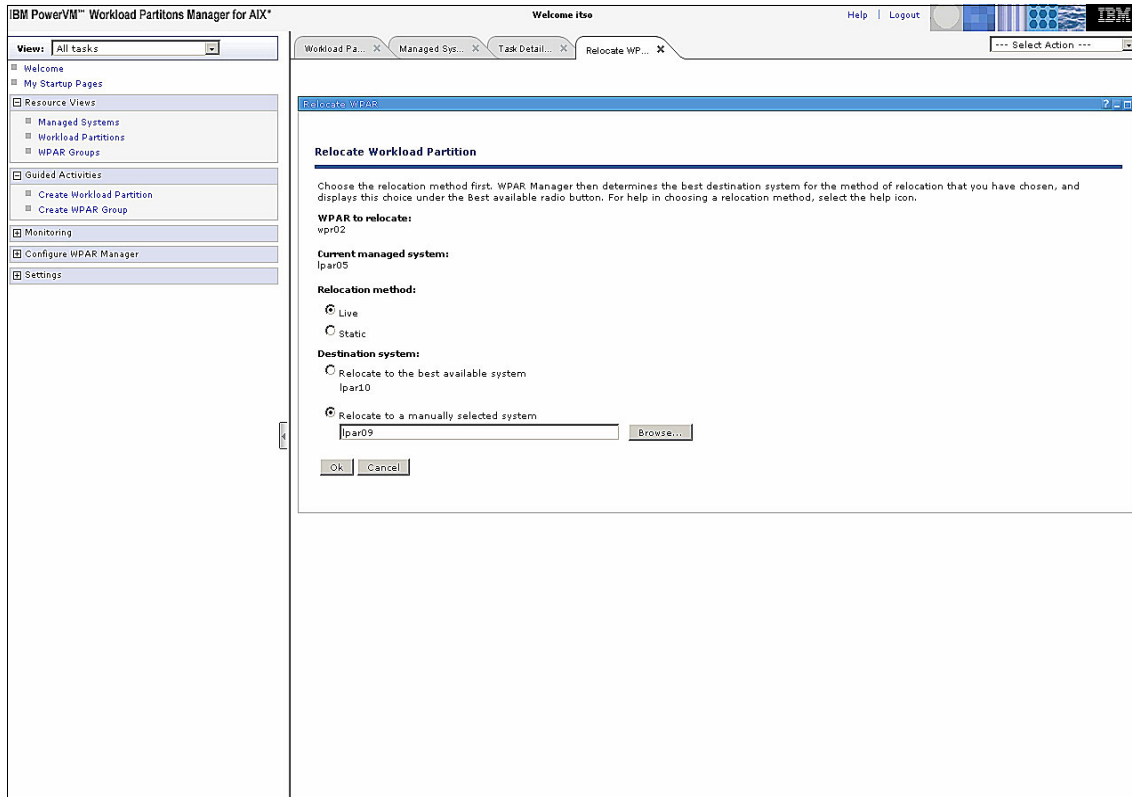 IBM PowerVM™ Workload Partitons Manager for AIX*
Welcome itso
Help | Logout
IBM
View: All tasks
Welcome
My Startup Pages
Resource Views
Managed Systems
Workload Partitions
WPAR Groups
Guided Activities
Create Workload Partition
Create WPAR Group
Monitoring
Configure WPAR Manager
Settings
Workload Pa... X
Managed Sys... X
Task Detail... X
Relocate WP... X
--- Select Action ---
Relocate WPAR
?
Relocate Workload Partition
Choose the relocation method first. WPAR Manager then determines the best destination system for the method of relocation that you have chosen, and
displays this choice under the Best available radio button. For help in choosing a relocation method, select the help icon.
WPAR to relocate:
wpr02
Current managed system:
lpar05
Relocation method:
Live
Static
Destination system:
Relocate to the best available system
lpar10
Relocate to a manually selected system
lpar09
Browse...
Ok
Cancel